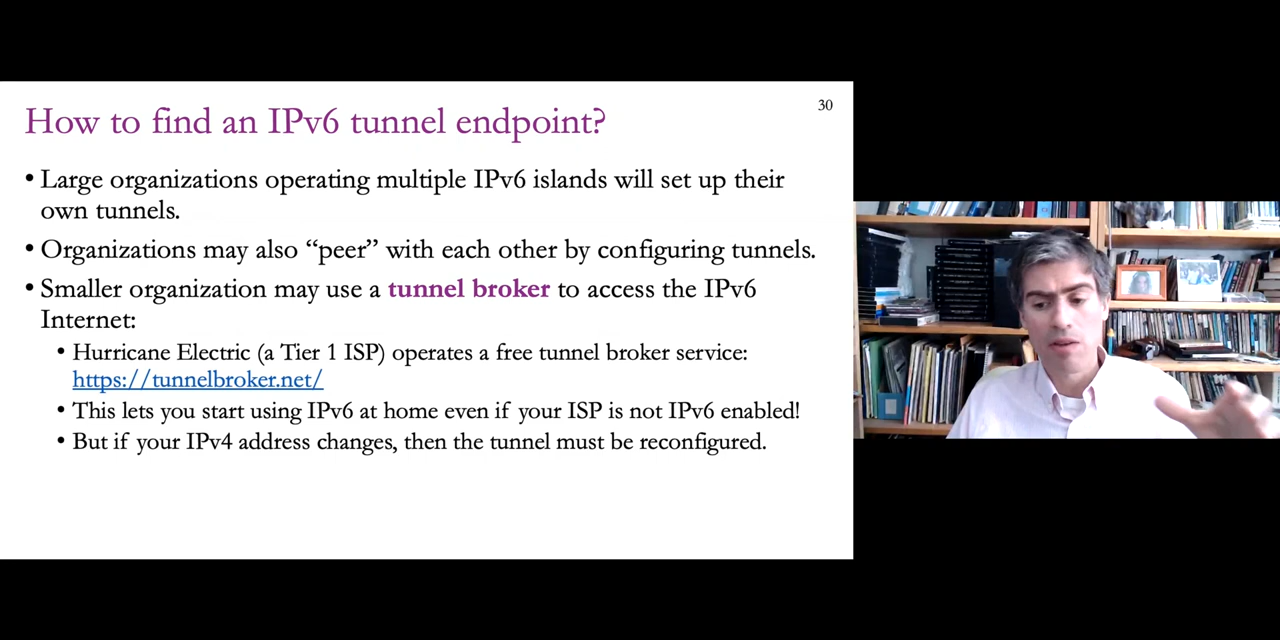 30
How to find an IPv6 tunnel endpoint?
• Large organizations operating multiple IPv6 islands will set up their
own tunnels.
• Organizations may also “peer” with each other by configuring tunnels.
• Smaller organization may use a tunnel broker to access the IPv6
Internet:
• Hurricane Electric (a Tier 1 ISP) operates a free tunnel broker service:
https://tunnelbroker.net/
• This lets you start using IPv6 at home even if your ISP is not IPv6 enabled!
• But if your IPv4 address changes, then the tunnel must be reconfigured.